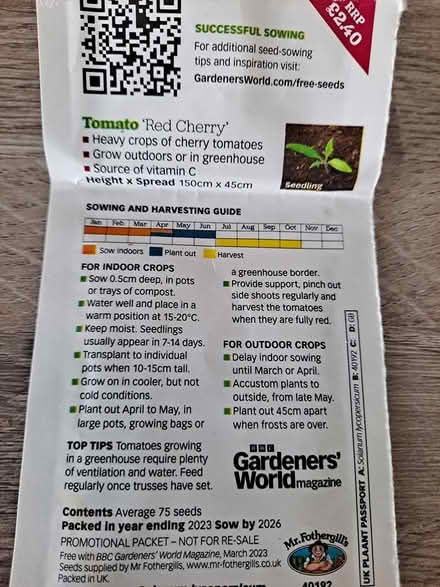 RRP
£2.40
SUCCESSFUL SOWING
For additional seed-sowing
tips and inspiration visit:
GardenersWorld.com/free-seeds
Tomato 'Red Cherry'
Heavy crops of cherry tomatoes
Grow outdoors or in greenhouse
Source of vitamin C
Height x Spread 150cm x 45cm
Seedling
SOWING AND HARVESTING GUIDE
Jan Feb Mar Apr May Jun Jul Aug Sep Oct Nov Dec
Sow indoors Plant out Harvest
FOR INDOOR CROPS
Sow 0.5cm deep, in pots
or trays of compost.
Water well and place in a
warm position at 15-20°C.
Keep moist. Seedlings
usually appear in 7-14 days.
Transplant to individual
pots when 10-15cm tall.
Grow on in cooler, but not
cold conditions.
Plant out April to May, in
large pots, growing bags or
a greenhouse border.
Provide support, pinch out
side shoots regularly and
harvest the tomatoes
when they are fully red.
FOR OUTDOOR CROPS
Delay indoor sowing
until March or April.
Accustom plants to
outside, from late May.
Plant out 45cm apart
when frosts are over.
TOP TIPS Tomatoes growing
in a greenhouse require plenty
of ventilation and water. Feed
regularly once trusses have set.
BBC
Gardeners'
World magazine
Contents Average 75 seeds
Packed in year ending 2023 Sow by 2026
PROMOTIONAL PACKET – NOT FOR RE-SALE
Free with BBC Gardeners' World Magazine, March 2023
Seeds supplied by Mr Fothergill's, www.mr-fothergills.co.uk
Packed in UK.
Mr. Fothergill's
40192
UK PLAANT PASSPORT A: Solanum lycopersicum B: 40192 C: D: GB